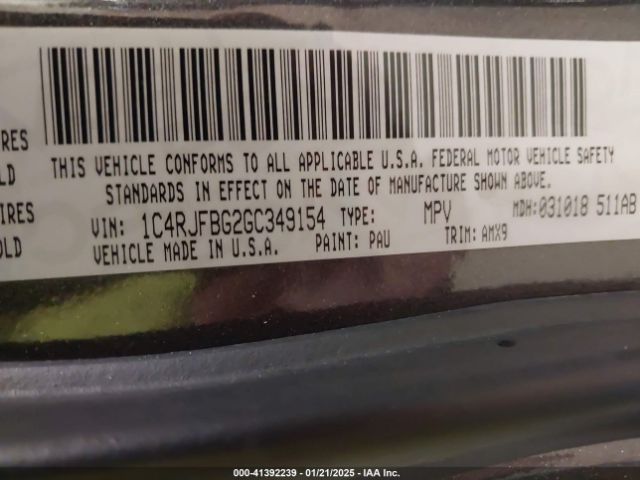 IRES
THIS VEHICLE CONFORMS TO ALL APPLICABLE U.S.A. FEDERAL MOTOR VEHICLE SAFETY
OLD
STANDARDS IN EFFECT ON THE DATE OF MANUFACTURE SHOWN ABOVE.
IRES
VIN: 1C4RJFBG2GC349154 TYPE: MPV MDH:031018 511AB
OLD
VEHICLE MADE IN U.S.A. PAINT: PAU TRIM: AMX9
000-41392239 - 01/21/2025 - IAA Inc.